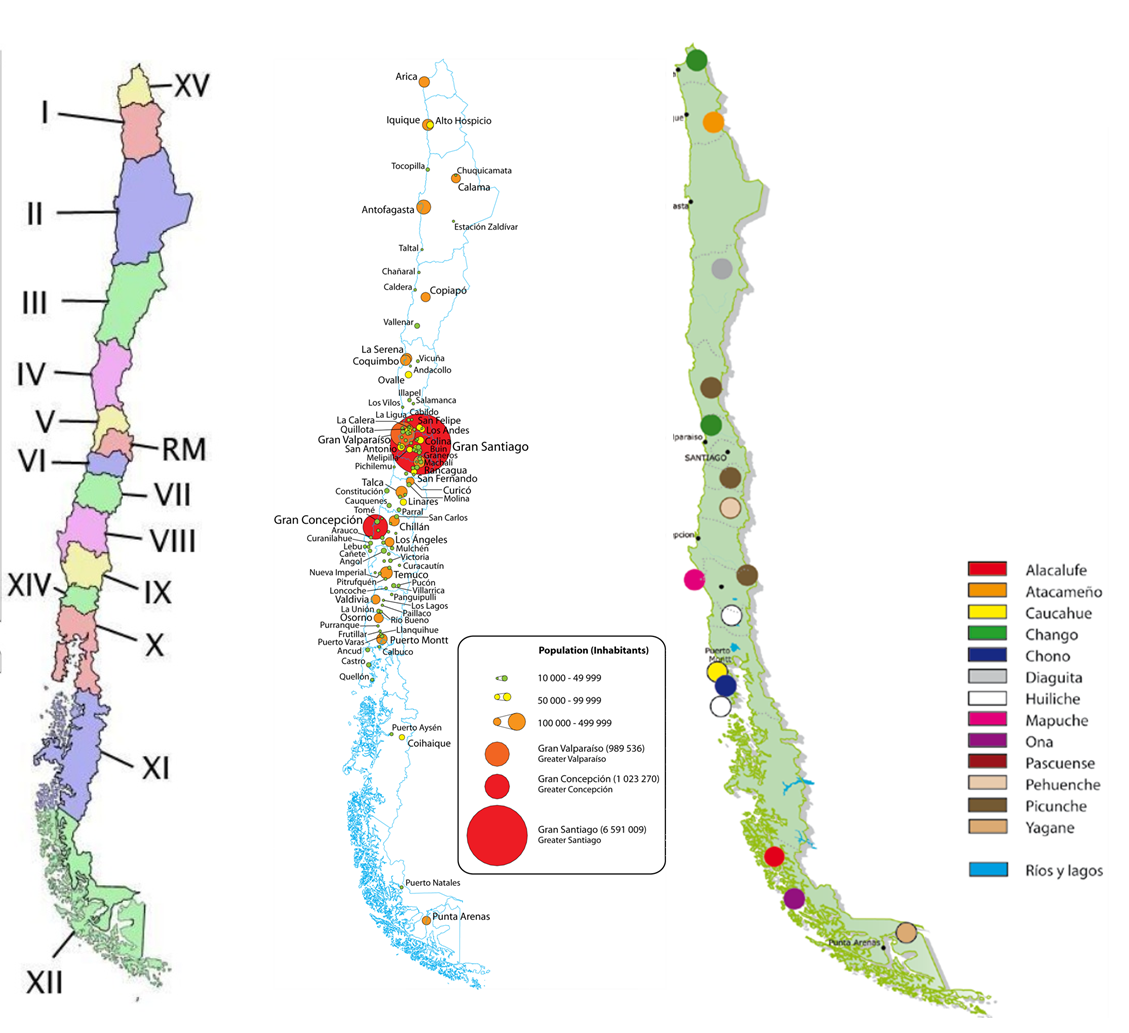 XV
I
II
III
IV
V
RM
VI
VII
VIII
XIV
IX
X
XI
XII
Arica
Iquique
Alto Hospicio
Tocopilla
Chuquicamata
Calama
Antofagasta
Estación Zaldívar
Taltal
Chañaral
Caldera
Copiapó
Vallenar
La Serena
Coquimbo
Vicuña
Andacollo
Ovalle
Illapel
Los Vilos
Salamanca
La Ligua
Cabildo
La Calera
San Felipe
Quillota
Los Andes
Gran Valparaíso
Colina
Gran Santiago
San Antonio
Buin
Melipilla
Graneros
Machalí
Pichilemu
Rancagua
San Fernando
Talca
Curicó
Constitución
Molina
Cauquenes
Linares
Tomé
Parral
Gran Concepción
San Carlos
Chillán
Arauco
Curanilahue
Los Ángeles
Lebu
Mulchén
Cañete
Angol
Victoria
Curacautín
Nueva Imperial
Temuco
Pitrufquén
Pucón
Loncoche
Villarrica
Panguipulli
Valdivia
Los Lagos
La Unión
Paillaco
Osorno
Río Bueno
Purranque
Llanquihue
Frutillar
Puerto Varas
Puerto Montt
Ancud
Calbuco
Castro
Quellón
Puerto Aysén
Coihaique
Puerto Natales
Punta Arenas
Population (Inhabitants)
10 000 - 49 999
50 000 - 99 999
100 000 - 499 999
Gran Valparaíso (989 536)
Greater Valparíso
Gran Concepción (1 023 270)
Greater Concepción
Gran Santiago (6 591 009)
Greater Santiago
a
que
asta
lparaiso
SANTIAGO
pcion
Puerto
Montt
Punta Arenas
Alacalufe
Atacameño
Caucahue
Chango
Chono
Diaguita
Huiliche
Mapuche
Ona
Pascuense
Pehuenche
Picunche
Yagane
Ríos y lagos